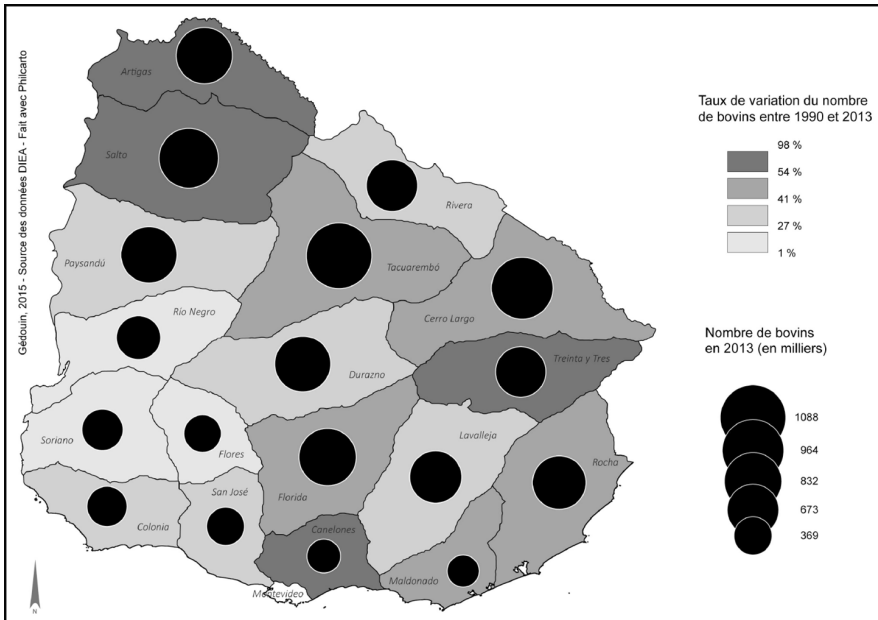 Gédouin, 2015 - Source des données DIEA - Fait avec Philcarto
Artigas
Salto
Rivera
Paysandú
Tacuarembó
Río Negro
Cerro Largo
Durazno
Treinta y Tres
Soriano
Flores
Lavalleja
Rocha
San José
Florida
Colonia
Canelones
Maldonado
Montevideo
N
Taux de variation du nombre
de bovins entre 1990 et 2013
98 %
54 %
41 %
27 %
1 %
Nombre de bovins
en 2013 (en milliers)
1088
964
832
673
369